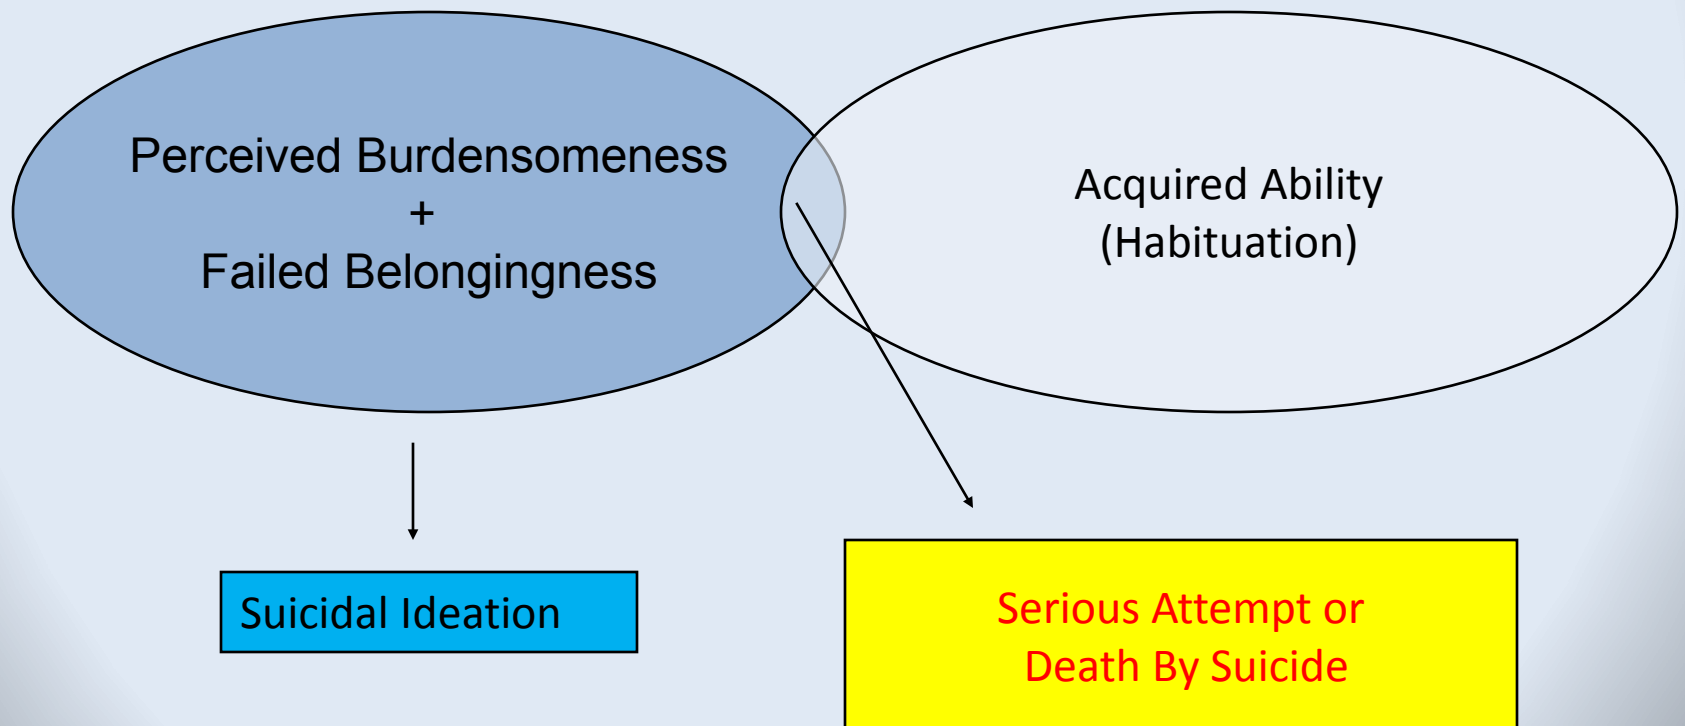 Perceived Burdensomeness
+
Failed Belongingness
Acquired Ability
(Habituation)
Suicidal Ideation
Serious Attempt or
Death By Suicide